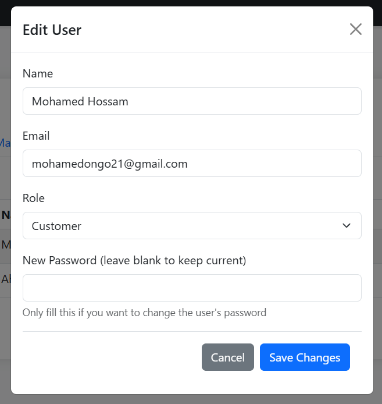 Edit User
Name
Mohamed Hossam
Email
mohamedongo21@gmail.com
Role
Customer
New Password (leave blank to keep current)
Only fill this if you want to change the user's password
Cancel
Save Changes